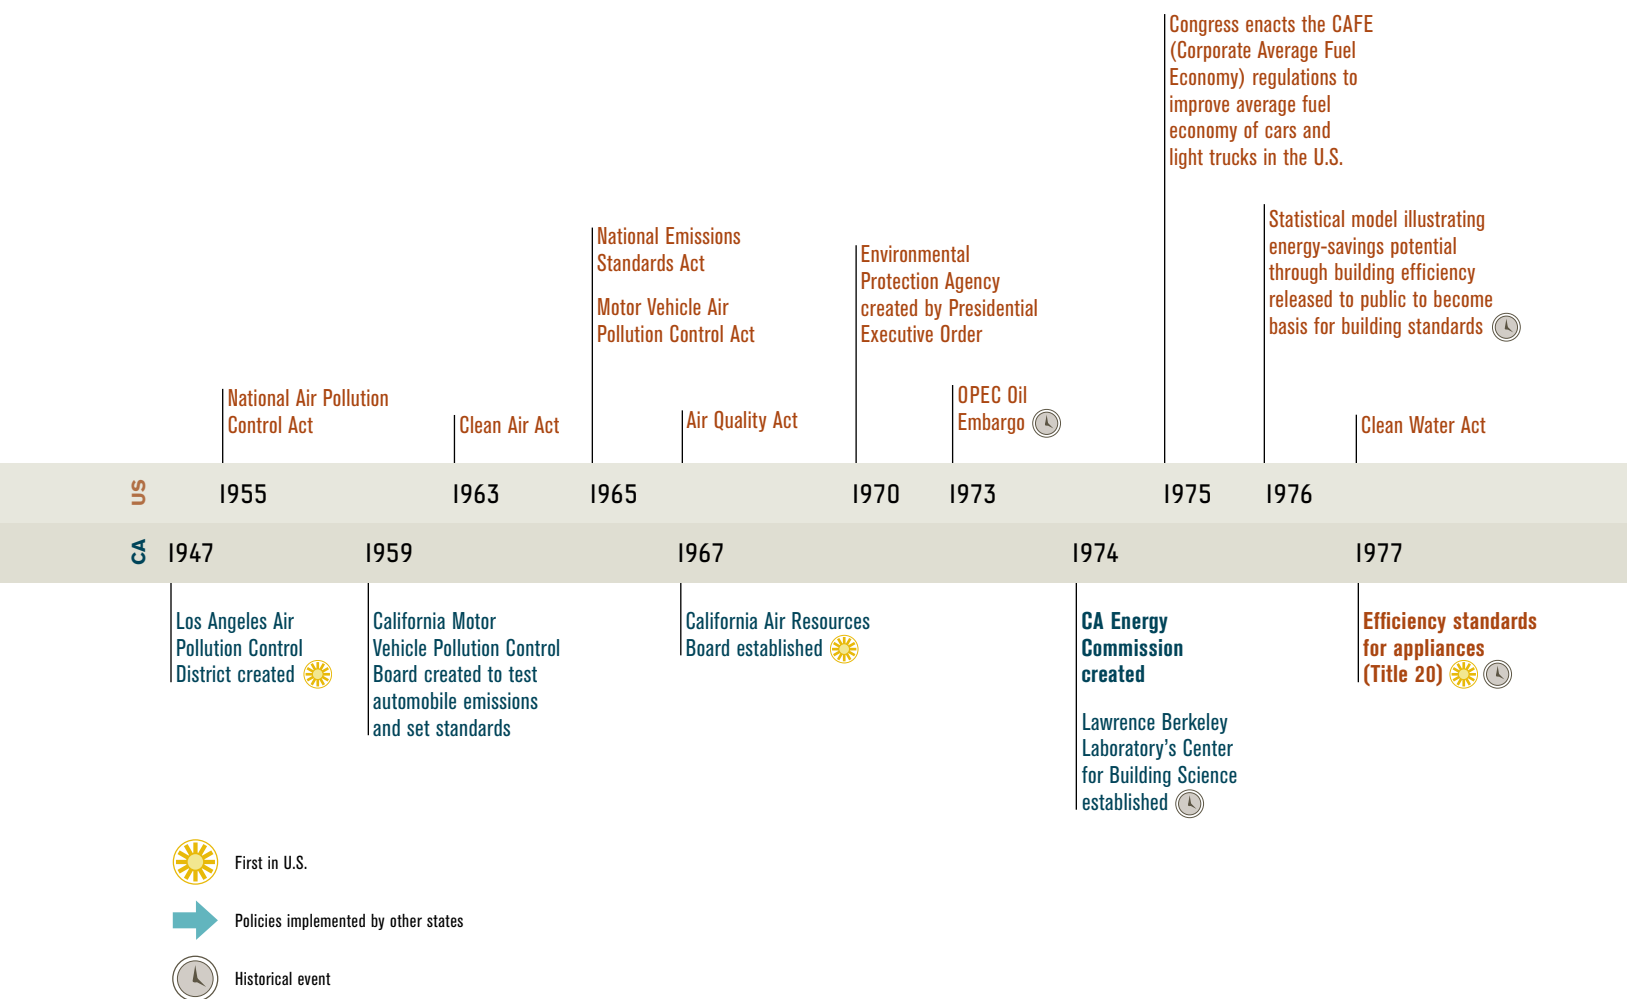 Congress enacts the CAFE
(Corporate Average Fuel
Economy) regulations to
improve average fuel
economy of cars and
light trucks in the U.S.
Statistical model illustrating
energy-savings potential
through building efficiency
released to public to become
basis for building standards
National Emissions
Standards Act
Motor Vehicle Air
Pollution Control Act
Environmental
Protection Agency
created by Presidential
Executive Order
National Air Pollution
Control Act
Clean Air Act
Air Quality Act
OPEC Oil
Embargo
Clean Water Act
US
1955
1963
1965
1970
1973
1975
1976
CA
1947
1959
1967
1974
1977
Los Angeles Air
Pollution Control
District created
California Motor
Vehicle Pollution Control
Board created to test
automobile emissions
and set standards
California Air Resources
Board established
CA Energy
Commission
created
Lawrence Berkeley
Laboratory's Center
for Building Science
established
Efficiency standards
for appliances
(Title 20)
First in U.S.
Policies implemented by other states
Historical event